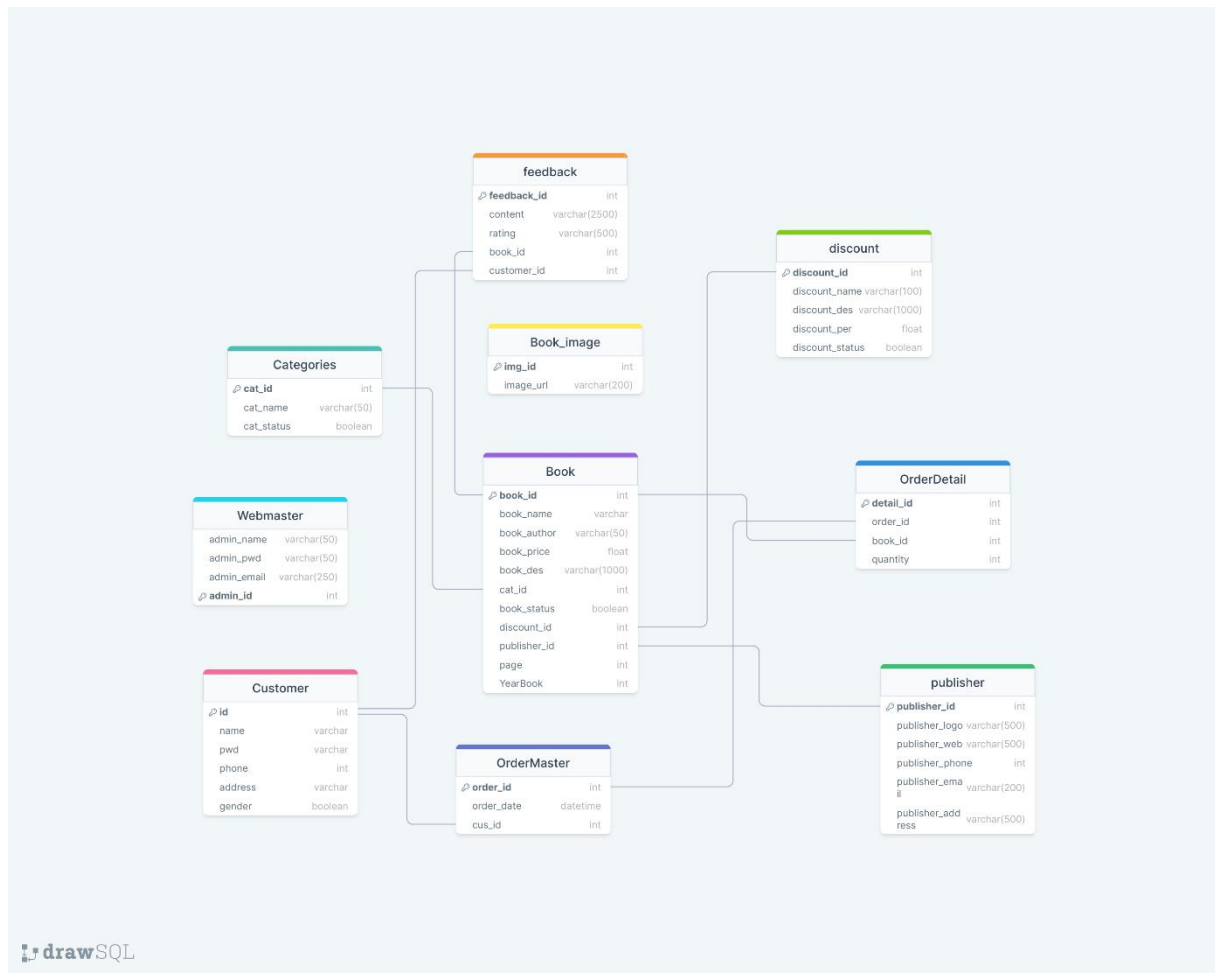 feedback
feedback_id int
content varchar(2500)
rating varchar(500)
book_id int
customer_id int
discount
discount_id int
discount_name varchar(100)
discount_des varchar(1000)
discount_per float
discount_status boolean
Book_image
img_id int
image_url varchar(200)
Categories
cat_id int
cat_name varchar(50)
cat_status boolean
Book
book_id int
book_name varchar
book_author varchar(50)
book_price float
book_des varchar(1000)
cat_id int
book_status boolean
discount_id int
publisher_id int
page int
YearBook int
OrderDetail
detail_id int
order_id int
book_id int
quantity int
Webmaster
admin_name varchar(50)
admin_pwd varchar(50)
admin_email varchar(250)
admin_id int
Customer
id int
name varchar
pwd varchar
phone int
address varchar
gender boolean
publisher
publisher_id int
publisher_logo varchar(500)
publisher_web varchar(500)
publisher_phone int
publisher_ema
il varchar(200)
publisher_add
ress varchar(500)
OrderMaster
order_id int
order_date datetime
cus_id int
drawSQL